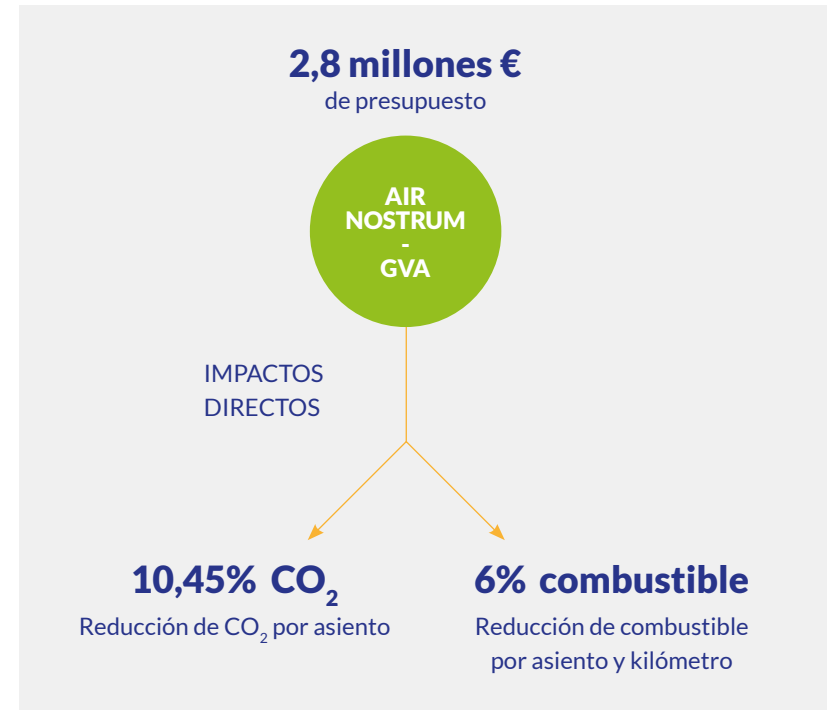 2,8 millones €
de presupuesto
AIR
NOSTRUM
-
GVA
IMPACTOS
DIRECTOS
10,45% CO₂
Reducción de CO₂ por asiento
6% combustible
Reducción de combustible
por asiento y kilómetro